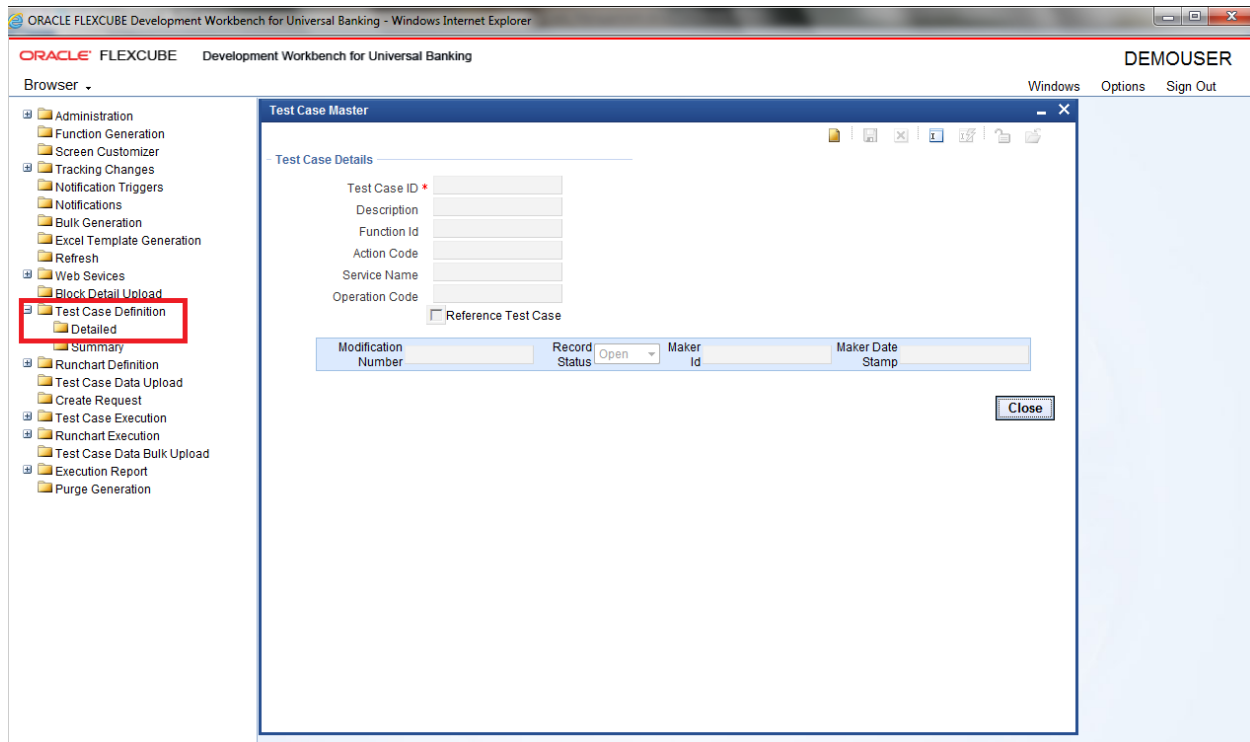 ORACLE FLEXCUBE Development Workbench for Universal Banking - Windows Internet Explorer
ORACLE FLEXCUBE Development Workbench for Universal Banking
DEMOUSER
Browser
Windows Options Sign Out
Administration
Function Generation
Screen Customizer
Tracking Changes
Notification Triggers
Notifications
Bulk Generation
Excel Template Generation
Refresh
Web Sevices
Block Detail Upload
Test Case Definition
Detailed
Summary
Runchart Definition
Test Case Data Upload
Create Request
Test Case Execution
Runchart Execution
Test Case Data Bulk Upload
Execution Report
Purge Generation
Test Case Master
Test Case Details
Test Case ID *
Description
Function Id
Action Code
Service Name
Operation Code
Reference Test Case
Modification Number
Record Status Open
Maker Id
Maker Date Stamp
Close